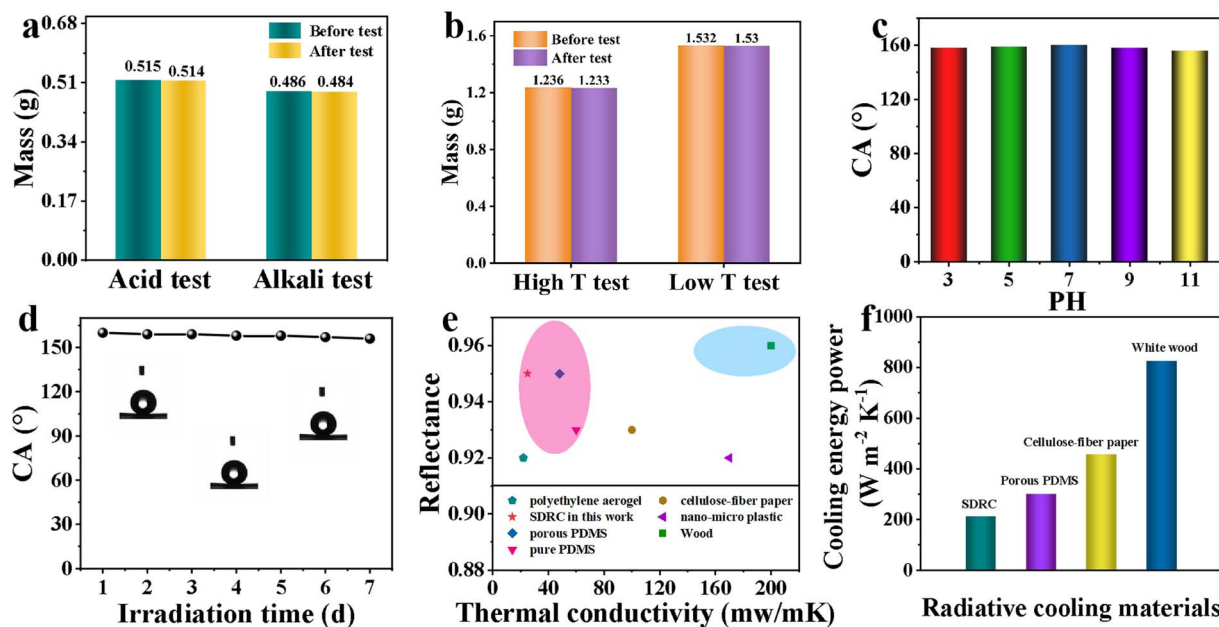 a
0.68
0.51
0.34
0.17
0.00
Mass (g)
Before test
After test
0.515
0.514
0.486
0.484
Acid test
Alkali test
b
1.6
1.2
0.8
0.4
0.0
Mass (g)
Before test
After test
1.236
1.233
1.532
1.53
High T test
Low T test
c
160
120
80
40
0
CA (°)
3
5
7
9
11
PH
d
150
120
90
60
30
0
CA (°)
1
2
3
4
5
6
7
Irradiation time (d)
e
0.96
0.94
0.92
0.90
0.88
Reflectance
polyethylene aerogel
SDRC in this work
porous PDMS
pure PDMS
cellulose-fiber paper
nano-micro plastic
Wood
0
40
80
120
160
200
Thermal conductivity (mw/mK)
f
1000
800
600
400
200
0
Cooling energy power
(W m⁻² K⁻¹)
SDRC
Porous PDMS
Cellulose-fiber paper
White wood
Radiative cooling materials